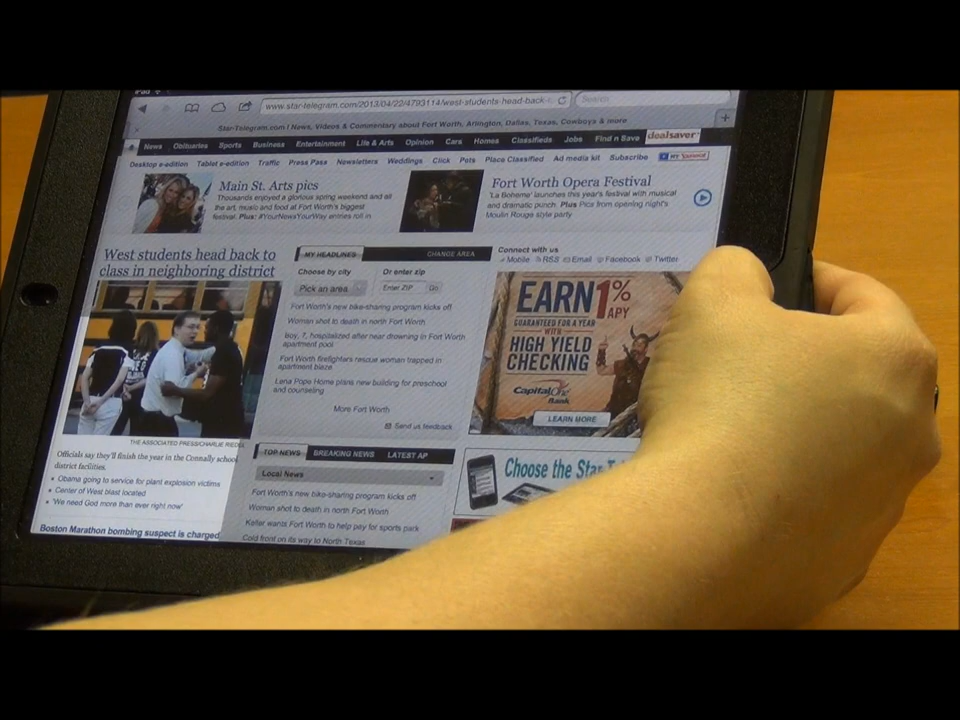 iPad
www.star-telegram.com/2013/04/22/4793114/west-students-head-back-
Search
Star-Telegram.com | News, Videos & Commentary about Fort Worth, Arlington, Dallas, Texas, Cowboys & more
News Obituaries Sports Business Entertainment Life & Arts Opinion Cars Homes Classifieds Jobs Find n Save dealsaver
Desktop e-edition Tablet e-edition Traffic Press Pass Newsletters Weddings Click Pets Place Classified Ad media kit Subscribe MY Yahoo!
Main St. Arts pics
Thousands enjoyed a glorious spring weekend and all
the art, music and food at Fort Worth's biggest
festival. Plus: #YourNewsYourWay entries roll in
Fort Worth Opera Festival
'La Boheme' launches this year's festival with musical
and dramatic punch. Plus Pics from opening night's
Moulin Rouge style party
West students head back to
class in neighboring district
THE ASSOCIATED PRESS/CHARLIE RIEDEL
Officials say they'll finish the year in the Connally school
district facilities.
Obama going to service for plant explosion victims
Center of West blast located
'We need God more than ever right now'
Boston Marathon bombing suspect is charged
MY HEADLINES CHANGE AREA
Choose by city Or enter zip
Pick an area Enter ZIP Go
Fort Worth's new bike-sharing program kicks off
Woman shot to death in north Fort Worth
Boy, 7, hospitalized after near drowning in Fort Worth
apartment pool
Fort Worth firefighters rescue woman trapped in
apartment blaze
Lena Pope Home plans new building for preschool
and counseling
More Fort Worth
Send us feedback
TOP NEWS BREAKING NEWS LATEST AP
Local News
Fort Worth's new bike-sharing program kicks off
Woman shot to death in north Fort Worth
Keller wants Fort Worth to help pay for sports park
Cold front on its way to North Texas
Connect with us
Mobile RSS Email Facebook Twitter
EARN 1%
APY
GUARANTEED FOR A YEAR
WITH
HIGH YIELD
CHECKING
Capital One
Bank
LEARN MORE
Choose the Star-T